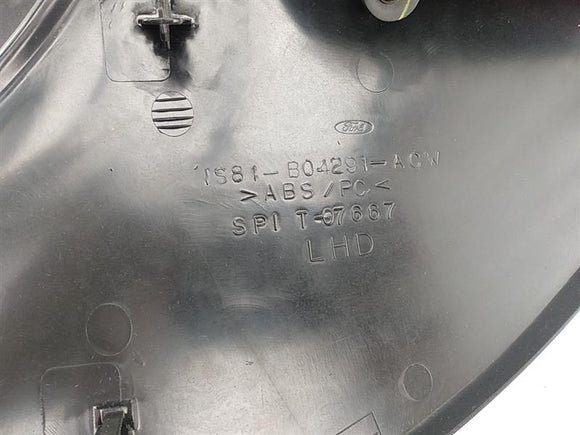 Ford
1S81-B04291-ACW
>ABS/PC<
SPI T-07667
LHD